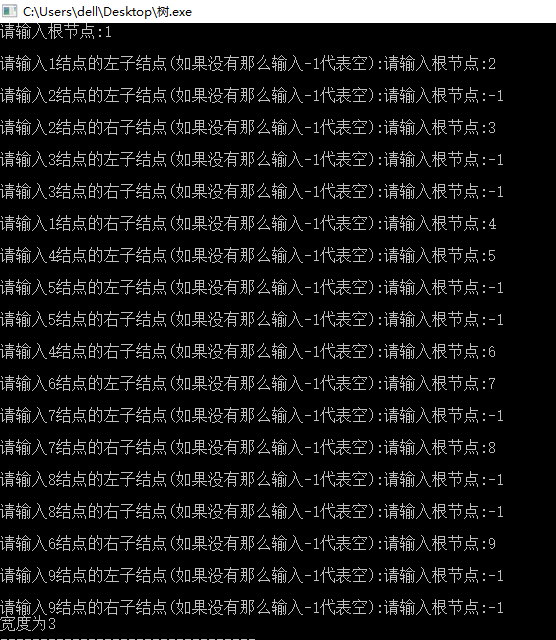 C:\Users\dell\Desktop\树.exe
请输入根节点:1
请输入1结点的左子结点(如果没有那么输入-1代表空):请输入根节点:2
请输入2结点的左子结点(如果没有那么输入-1代表空):请输入根节点:-1
请输入2结点的右子结点(如果没有那么输入-1代表空):请输入根节点:3
请输入3结点的左子结点(如果没有那么输入-1代表空):请输入根节点:-1
请输入3结点的右子结点(如果没有那么输入-1代表空):请输入根节点:-1
请输入1结点的右子结点(如果没有那么输入-1代表空):请输入根节点:4
请输入4结点的左子结点(如果没有那么输入-1代表空):请输入根节点:5
请输入5结点的左子结点(如果没有那么输入-1代表空):请输入根节点:-1
请输入5结点的右子结点(如果没有那么输入-1代表空):请输入根节点:-1
请输入4结点的右子结点(如果没有那么输入-1代表空):请输入根节点:6
请输入6结点的左子结点(如果没有那么输入-1代表空):请输入根节点:7
请输入7结点的左子结点(如果没有那么输入-1代表空):请输入根节点:-1
请输入7结点的右子结点(如果没有那么输入-1代表空):请输入根节点:8
请输入8结点的左子结点(如果没有那么输入-1代表空):请输入根节点:-1
请输入8结点的右子结点(如果没有那么输入-1代表空):请输入根节点:-1
请输入6结点的右子结点(如果没有那么输入-1代表空):请输入根节点:9
请输入9结点的左子结点(如果没有那么输入-1代表空):请输入根节点:-1
请输入9结点的右子结点(如果没有那么输入-1代表空):请输入根节点:-1
宽度为3
--------------------------------